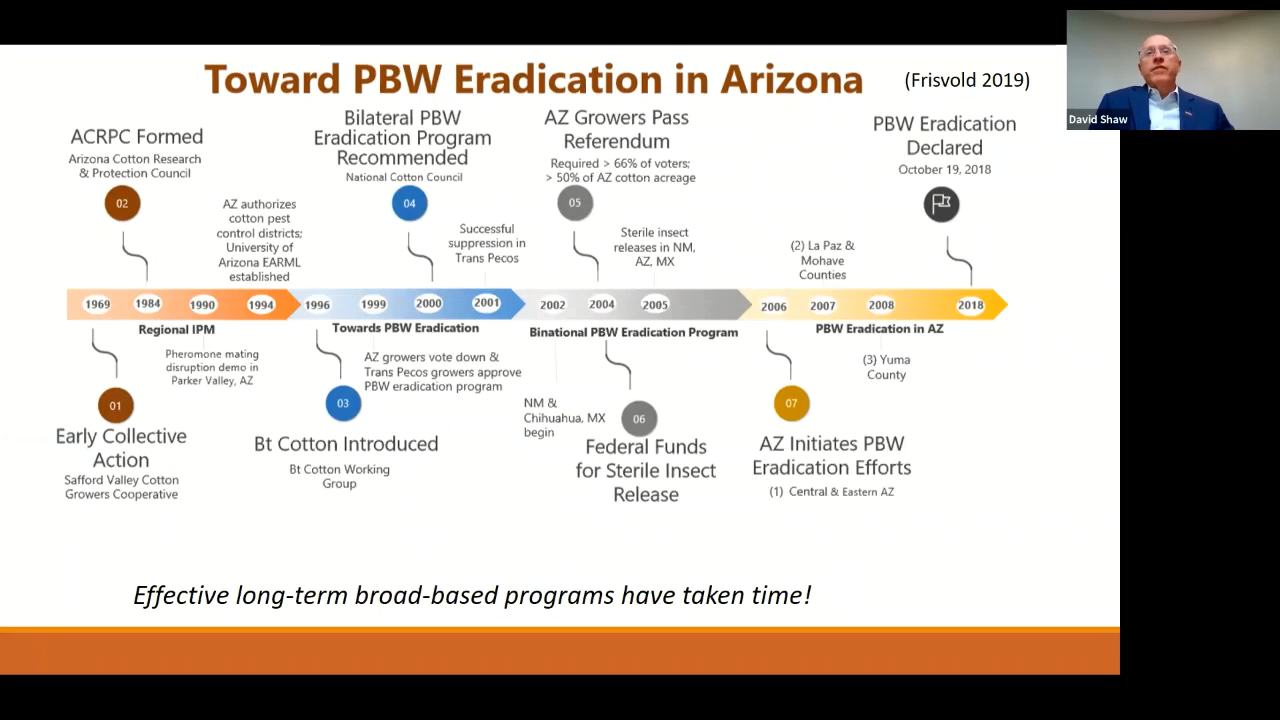 Toward PBW Eradication in Arizona
(Frisvold 2019)
David Shaw
ACRPC Formed
Arizona Cotton Research
& Protection Council
02
AZ authorizes
cotton pest
control districts;
University of
Arizona EARML
established
Bilateral PBW
Eradication Program
Recommended
National Cotton Council
04
Successful
suppression in
Trans Pecos
AZ Growers Pass
Referendum
Required > 66% of voters;
> 50% of AZ cotton acreage
05
Sterile insect
releases in NM,
AZ, MX
(2) La Paz &
Mohave
Counties
PBW Eradication
Declared
October 19, 2018
1969 1984 1990 1994 1996 1999 2000 2001 2002 2004 2005 2006 2007 2008 2018
Regional IPM
Towards PBW Eradication
Binational PBW Eradication Program
PBW Eradication in AZ
01
Early Collective
Action
Safford Valley Cotton
Growers Cooperative
Pheromone mating
disruption demo in
Parker Valley, AZ
03
Bt Cotton Introduced
Bt Cotton Working
Group
AZ growers vote down &
Trans Pecos growers approve
PBW eradication program
NM &
Chihuahua, MX
begin
06
Federal Funds
for Sterile Insect
Release
07
AZ Initiates PBW
Eradication Efforts
(1) Central & Eastern AZ
(3) Yuma
County
Effective long-term broad-based programs have taken time!